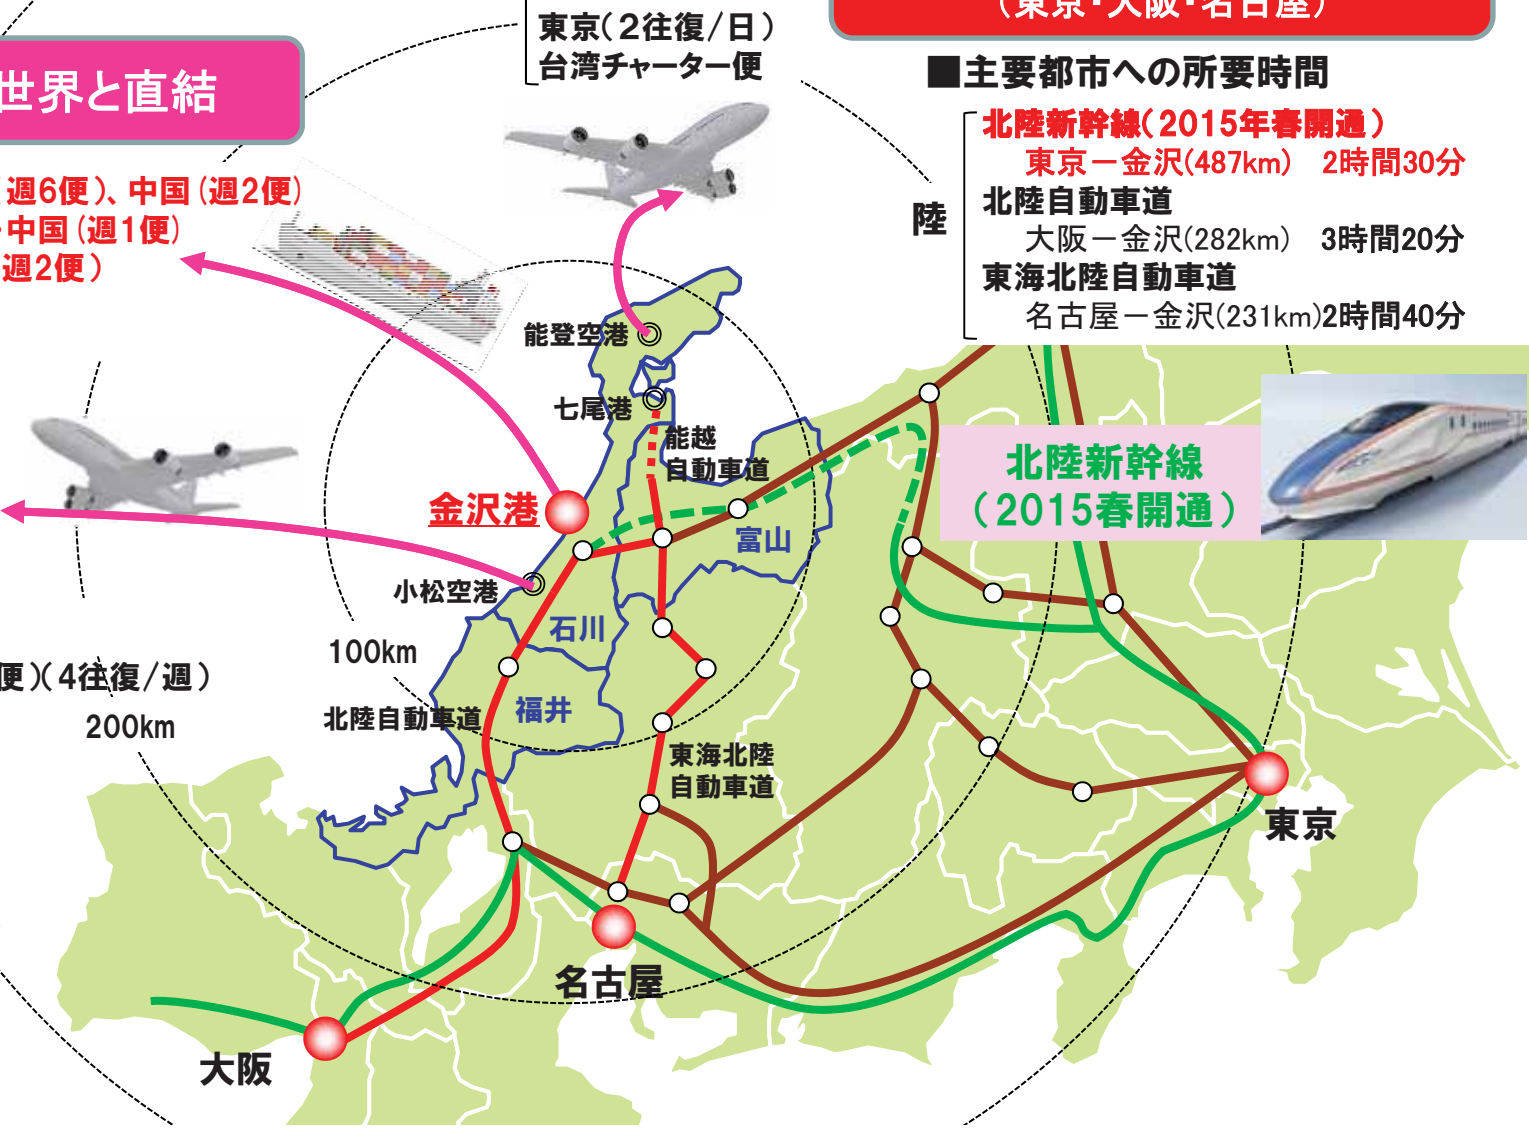 東京(２往復/日)
台湾チャーター便
(東京・大阪・名古屋)
世界と直結
■主要都市への所要時間
陸
北陸新幹線(2015年春開通)
東京－金沢(487km) 2時間30分
北陸自動車道
大阪－金沢(282km) 3時間20分
東海北陸自動車道
名古屋－金沢(231km)2時間40分
週6便)、中国(週2便)
・中国(週1便)
週2便)
能登空港
七尾港
能越
自動車道
北陸新幹線
(2015春開通)
金沢港
富山
小松空港
石川
100km
便)(4往復/週)
200km
北陸自動車道
福井
東海北陸
自動車道
東京
名古屋
大阪